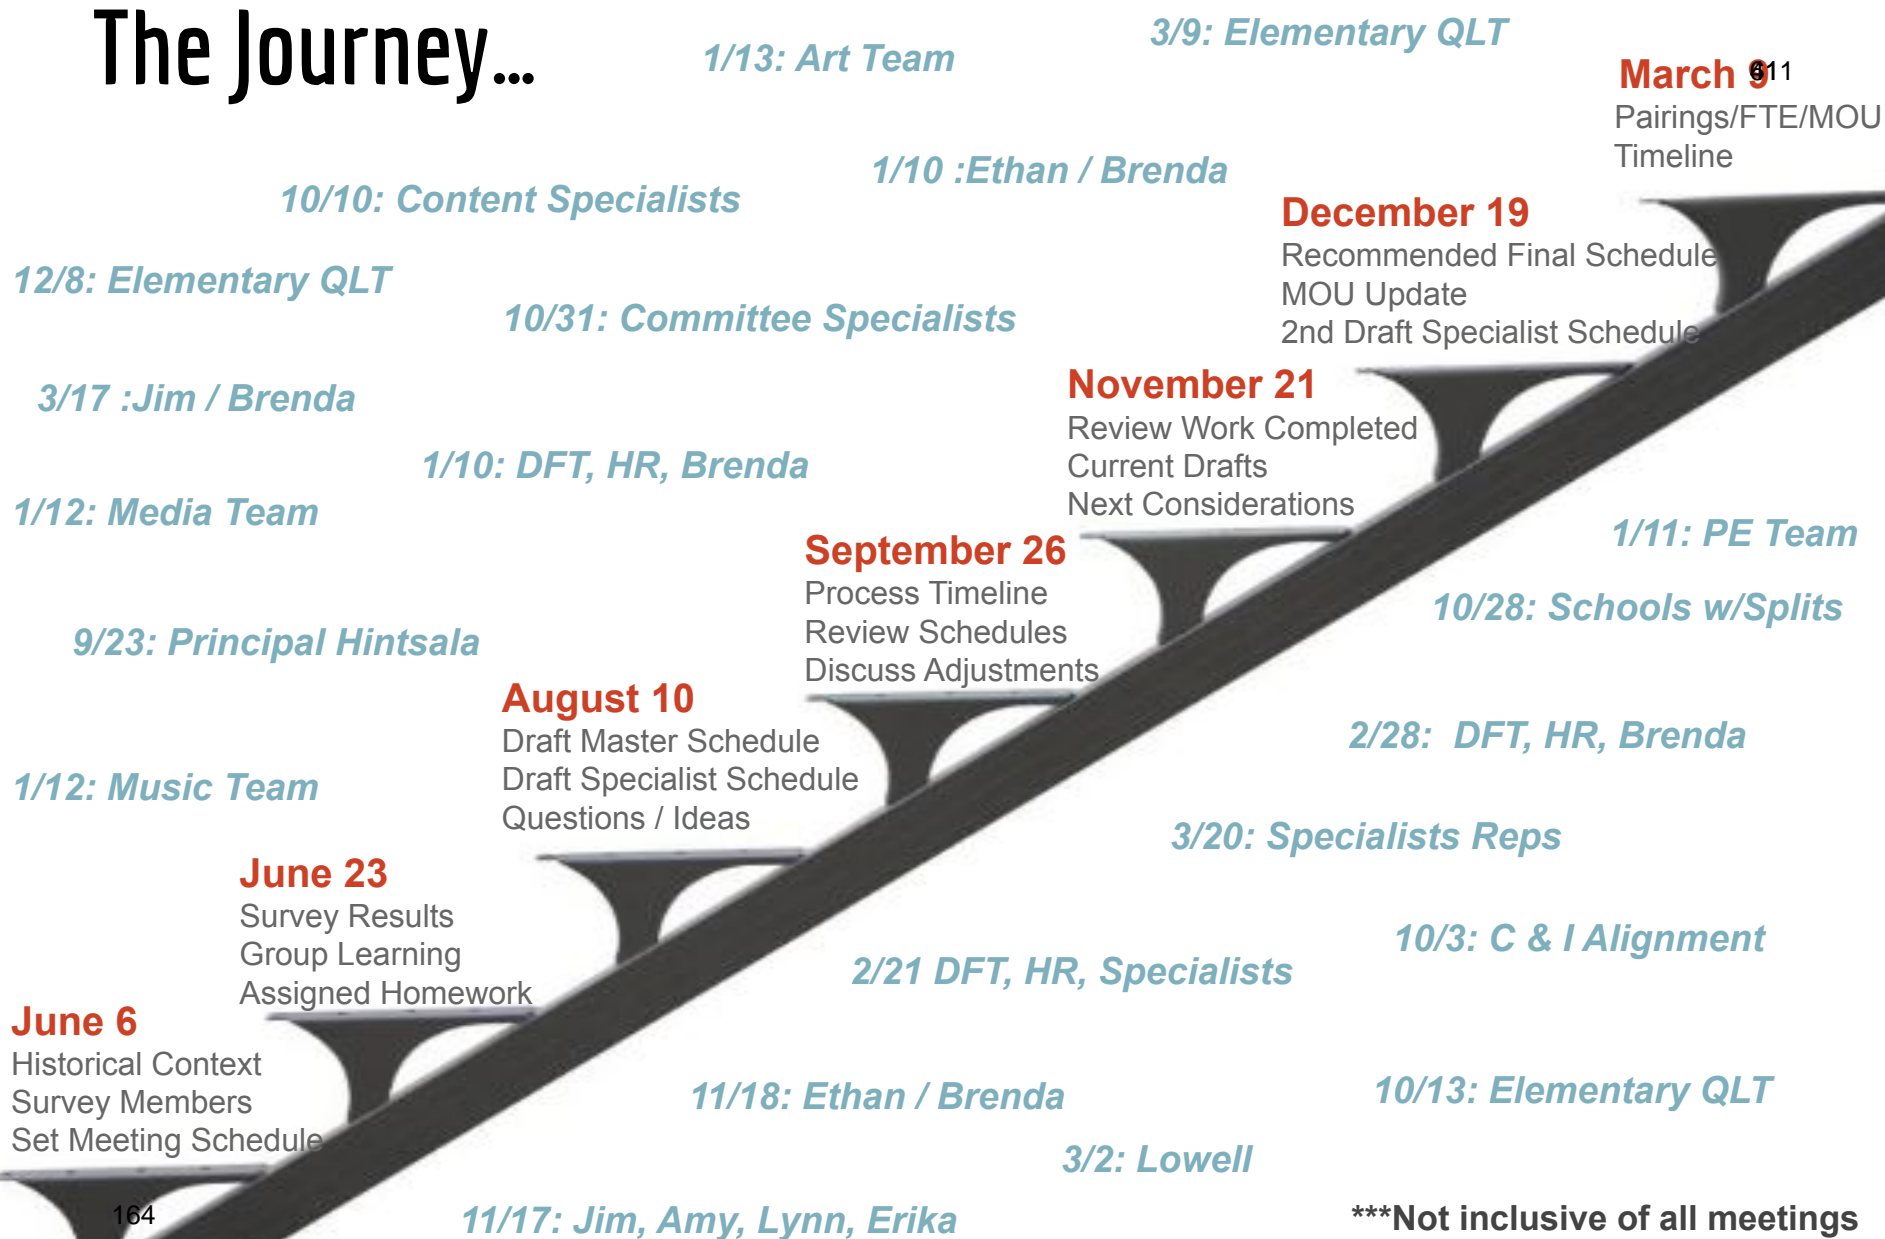 The Journey...
3/9: Elementary QLT
1/13: Art Team
March 9
Pairings/FTE/MOU
Timeline
1/10 :Ethan / Brenda
10/10: Content Specialists
December 19
Recommended Final Schedule
MOU Update
2nd Draft Specialist Schedule
12/8: Elementary QLT
10/31: Committee Specialists
3/17 :Jim / Brenda
November 21
Review Work Completed
Current Drafts
Next Considerations
1/10: DFT, HR, Brenda
1/12: Media Team
1/11: PE Team
September 26
Process Timeline
Review Schedules
Discuss Adjustments
10/28: Schools w/Splits
9/23: Principal Hintsala
August 10
Draft Master Schedule
Draft Specialist Schedule
Questions / Ideas
2/28: DFT, HR, Brenda
1/12: Music Team
3/20: Specialists Reps
June 23
Survey Results
Group Learning
Assigned Homework
10/3: C & I Alignment
2/21 DFT, HR, Specialists
June 6
Historical Context
Survey Members
Set Meeting Schedule
11/18: Ethan / Brenda
10/13: Elementary QLT
3/2: Lowell
164
11/17: Jim, Amy, Lynn, Erika
***Not inclusive of all meetings